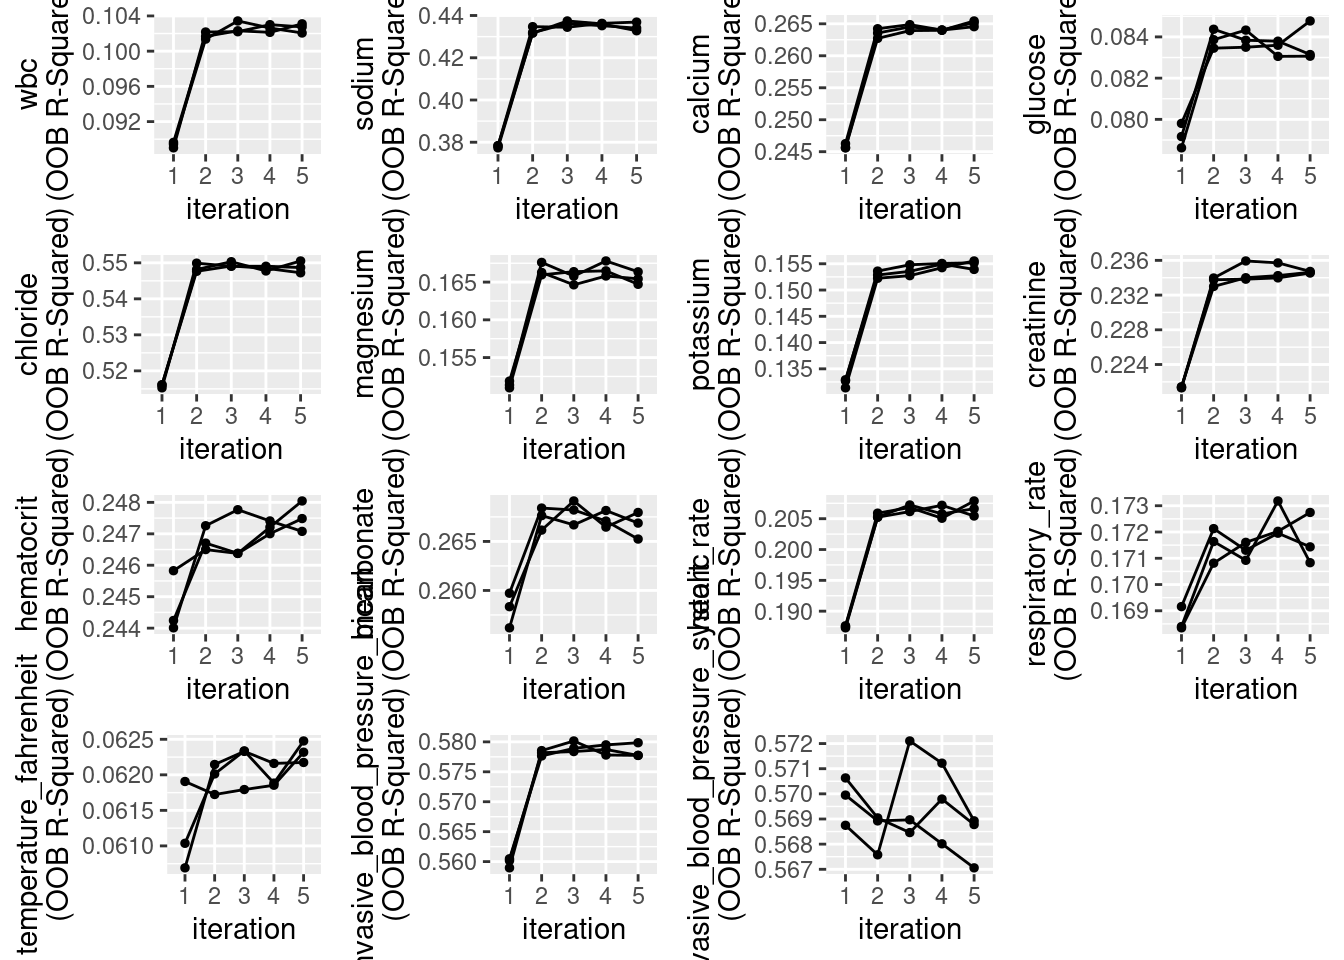 wbc
(OOB R-Squared)
0.104
0.100
0.096
0.092
1 2 3 4 5
iteration
sodium
(OOB R-Squared)
0.44
0.42
0.40
0.38
1 2 3 4 5
iteration
calcium
(OOB R-Squared)
0.265
0.260
0.255
0.250
0.245
1 2 3 4 5
iteration
glucose
(OOB R-Squared)
0.084
0.082
0.080
1 2 3 4 5
iteration
chloride
(OOB R-Squared)
0.55
0.54
0.53
0.52
1 2 3 4 5
iteration
magnesium
(OOB R-Squared)
0.165
0.160
0.155
1 2 3 4 5
iteration
potassium
(OOB R-Squared)
0.155
0.150
0.145
0.140
0.135
1 2 3 4 5
iteration
creatinine
(OOB R-Squared)
0.236
0.232
0.228
0.224
1 2 3 4 5
iteration
hematocrit
(OOB R-Squared)
0.248
0.247
0.246
0.245
0.244
1 2 3 4 5
iteration
bicarbonate
(OOB R-Squared)
0.265
0.260
1 2 3 4 5
iteration
(OOB R-Squared)
0.205
0.200
0.195
0.190
1 2 3 4 5
iteration
respiratory_rate
(OOB R-Squared)
0.173
0.172
0.171
0.170
0.169
1 2 3 4 5
iteration
temperature_fahrenheit
(OOB R-Squared)
0.0625
0.0620
0.0615
0.0610
1 2 3 4 5
iteration
nvasive_blood_pressure_mean
(OOB R-Squared)
0.580
0.575
0.570
0.565
0.560
1 2 3 4 5
iteration
vasive_blood_pressure_systolic
(OOB R-Squared)
0.572
0.571
0.570
0.569
0.568
0.567
1 2 3 4 5
iteration